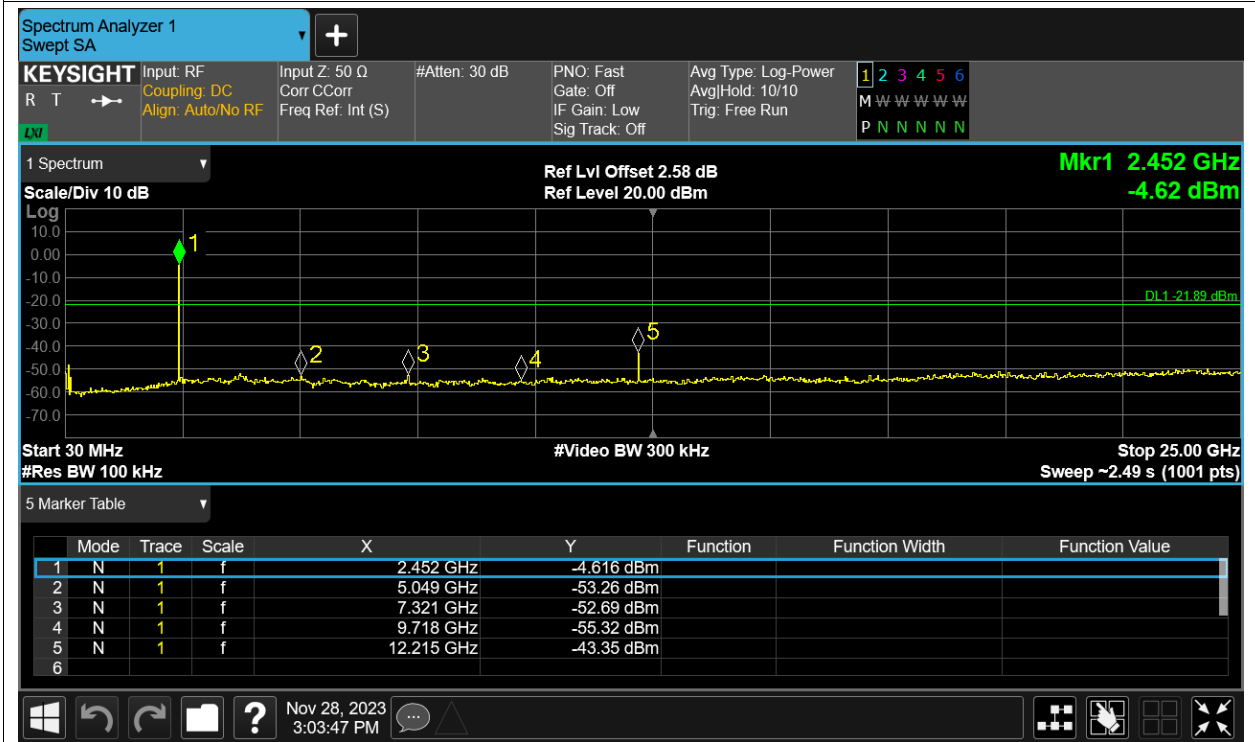 Spectrum Analyzer 1
Swept SA
+
KEYSIGHT
R T
LXI
Input: RF
Coupling: DC
Align: Auto/No RF
Input Z: 50 Ω
Corr CCorr
Freq Ref: Int (S)
#Atten: 30 dB
PNO: Fast
Gate: Off
IF Gain: Low
Sig Track: Off
Avg Type: Log-Power
Avg|Hold: 10/10
Trig: Free Run
1 2 3 4 5 6
M W W W W W
P N N N N N
1 Spectrum
Scale/Div 10 dB
Ref Lvl Offset 2.58 dB
Ref Level 20.00 dBm
Mkr1 2.452 GHz
-4.62 dBm
Log
10.0
0.00
-10.0
-20.0
-30.0
-40.0
-50.0
-60.0
-70.0
1
2
3
4
5
DL1 -21.89 dBm
Start 30 MHz
#Res BW 100 kHz
#Video BW 300 kHz
Stop 25.00 GHz
Sweep ~2.49 s (1001 pts)
5 Marker Table
Mode Trace Scale X Y Function Function Width Function Value
1 N 1 f 2.452 GHz -4.616 dBm
2 N 1 f 5.049 GHz -53.26 dBm
3 N 1 f 7.321 GHz -52.69 dBm
4 N 1 f 9.718 GHz -55.32 dBm
5 N 1 f 12.215 GHz -43.35 dBm
6
?
Nov 28, 2023
3:03:47 PM